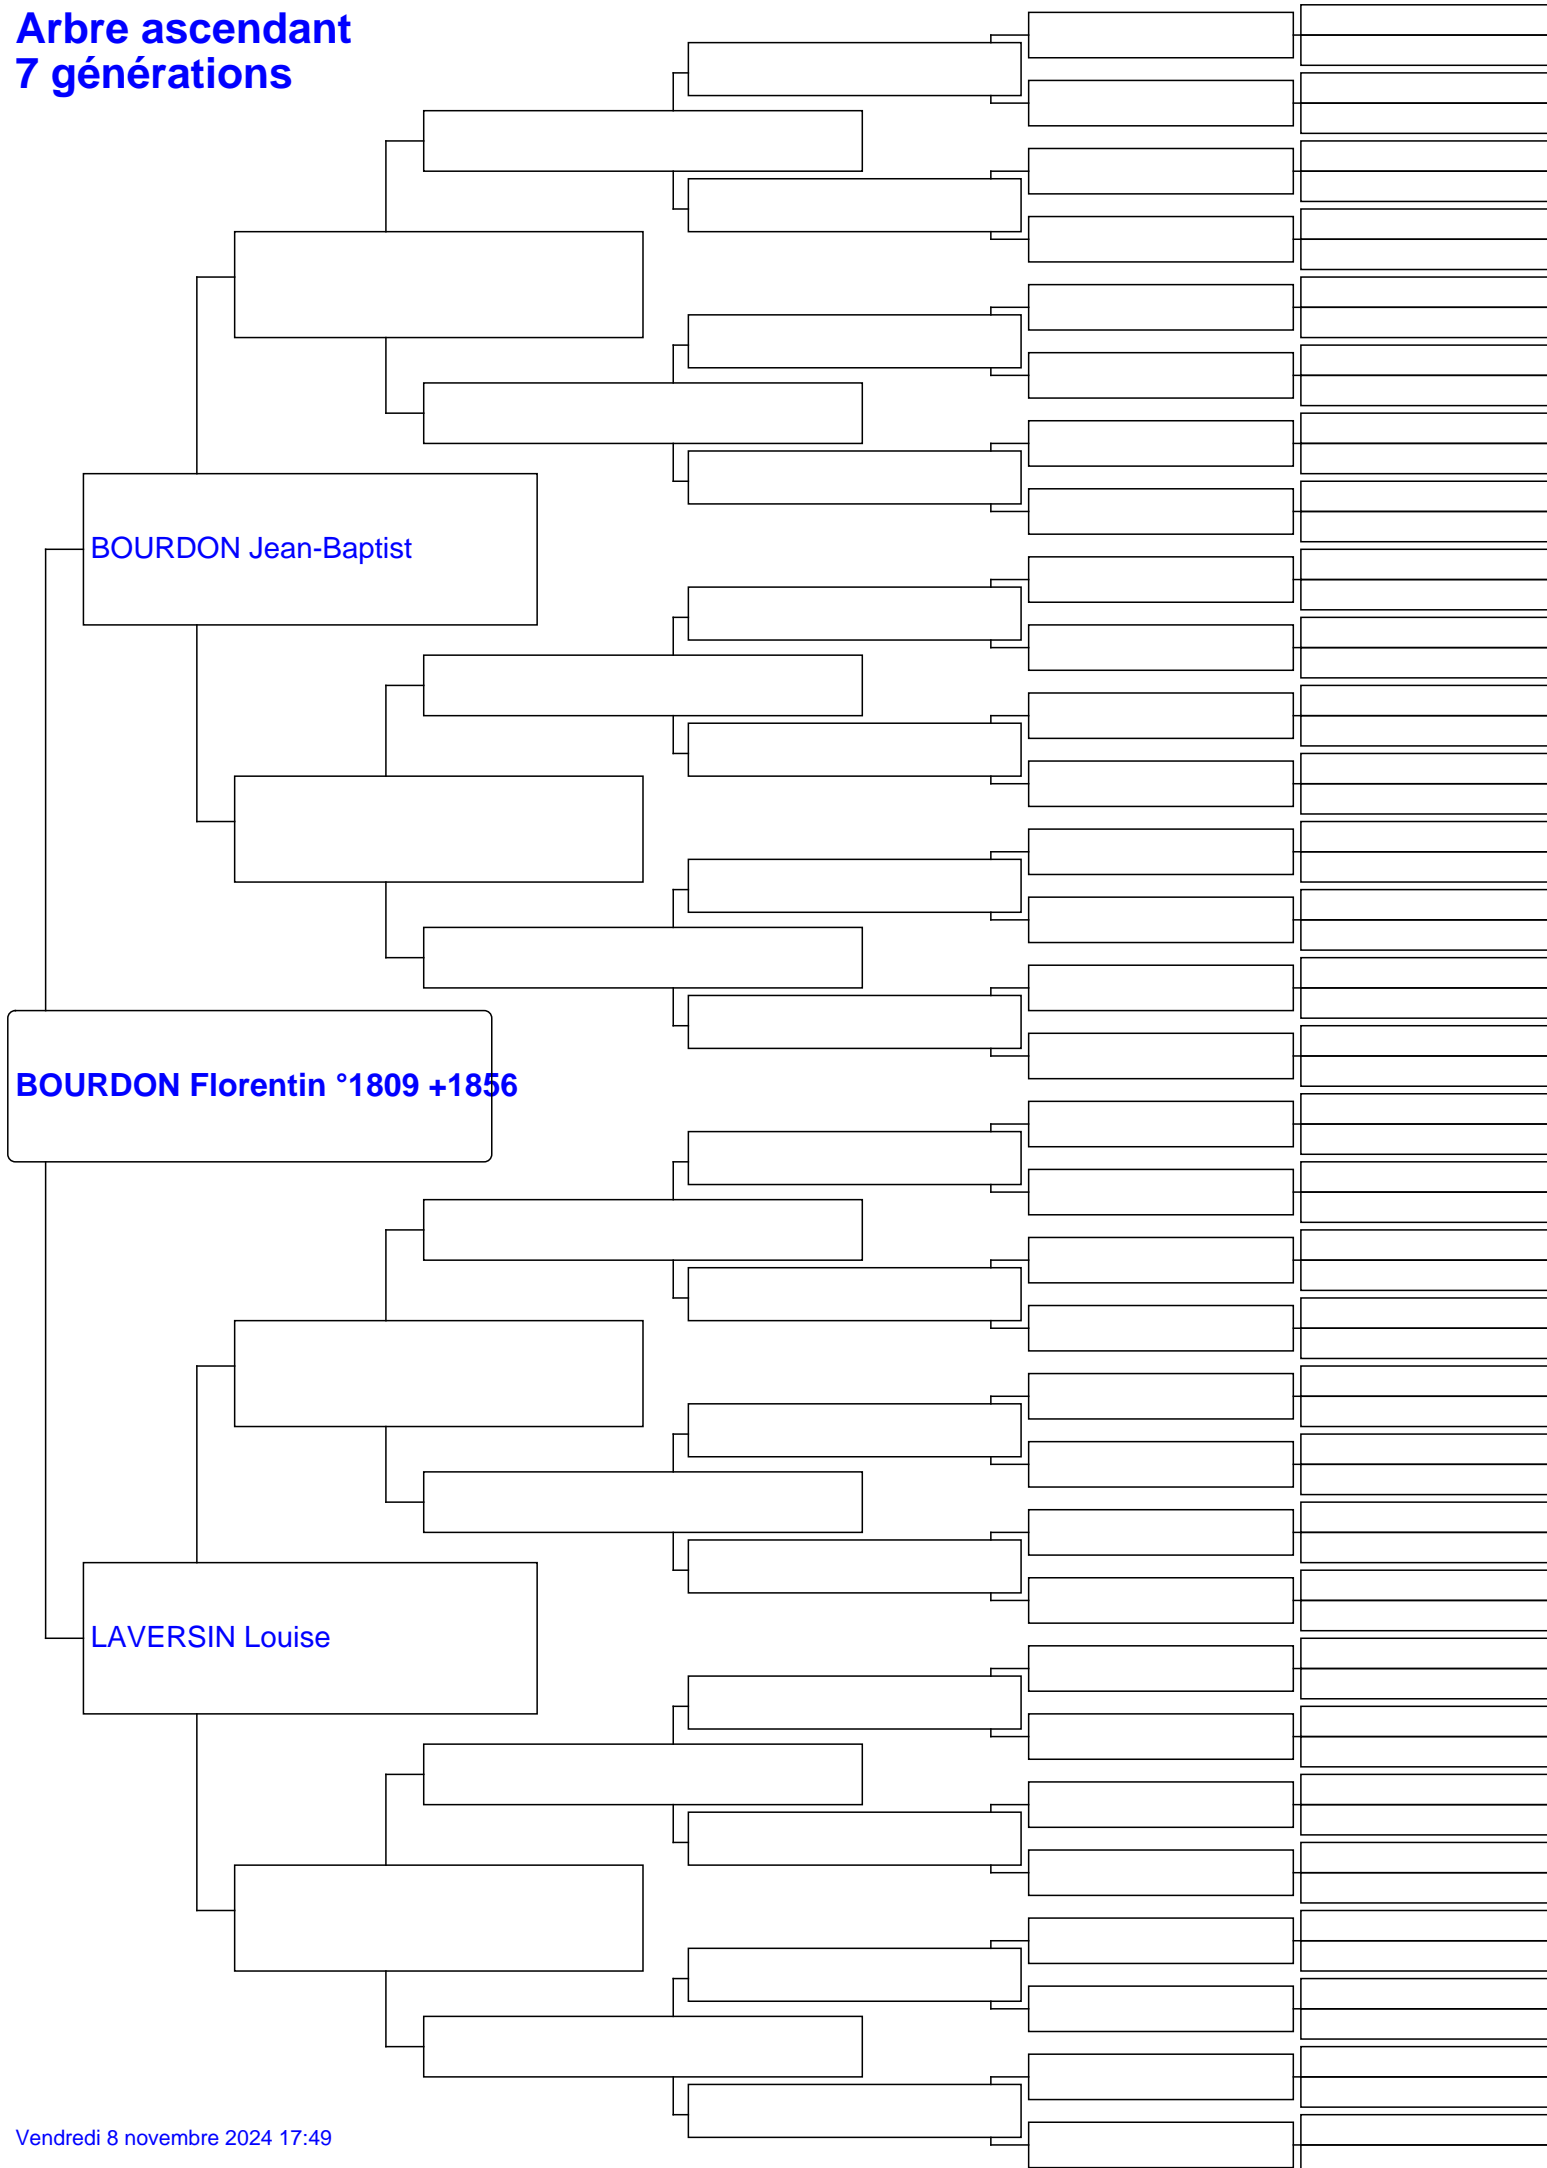 Arbre ascendant
7 générations
BOURDON Jean-Baptist
BOURDON Florentin °1809 +1856
LAVERSIN Louise
Vendredi 8 novembre 2024 17:49